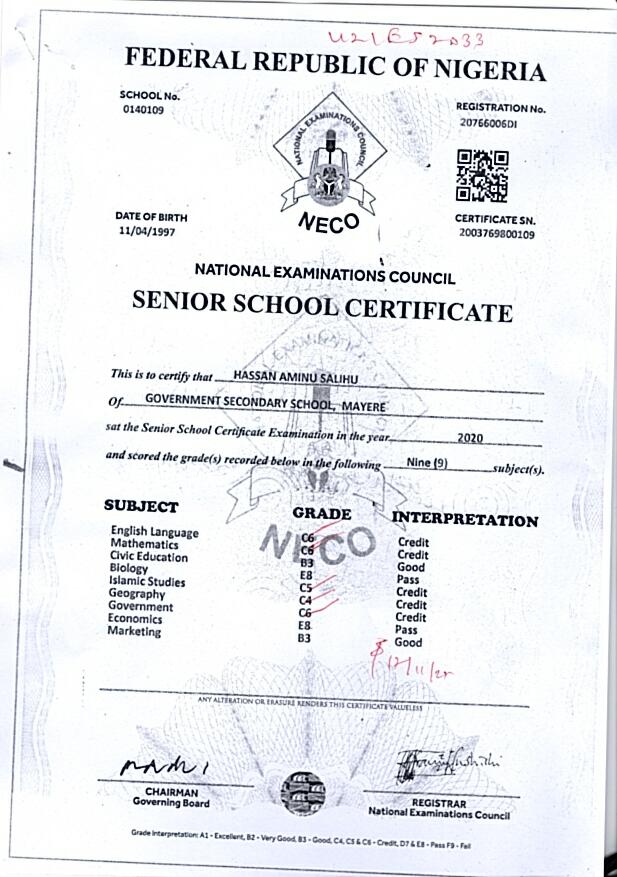 U21ES2033
FEDERAL REPUBLIC OF NIGERIA
SCHOOL No.
0140109
REGISTRATION No.
20766006DI
NATIONAL EXAMINATIONS COUNCIL
NECO
DATE OF BIRTH
11/04/1997
CERTIFICATE SN.
2003769800109
NATIONAL EXAMINATIONS COUNCIL
SENIOR SCHOOL CERTIFICATE
This is to certify that HASSAN AMINU SALIHU
Of GOVERNMENT SECONDARY SCHOOL, MAYERE
sat the Senior School Certificate Examination in the year 2020
and scored the grade(s) recorded below in the following Nine (9) subject(s).
SUBJECT GRADE INTERPRETATION
English Language C6 Credit
Mathematics C6 Credit
Civic Education B3 Good
Biology E8 Pass
Islamic Studies C5 Credit
Geography C4 Credit
Government C6 Credit
Economics E8 Pass
Marketing B3 Good
NECO
ANY ALTERATION OR ERASURE RENDERS THIS CERTIFICATE VALUELESS
CHAIRMAN
Governing Board
REGISTRAR
National Examinations Council
Grade Interpretation: A1 - Excellent, B2 - Very Good, B3 - Good, C4, C5 & C6 - Credit, D7 & E8 - Pass F9 - Fail